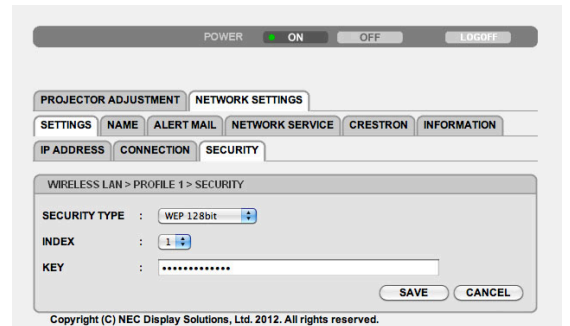 POWER ON OFF LOGOFF
PROJECTOR ADJUSTMENT NETWORK SETTINGS
SETTINGS NAME ALERT MAIL NETWORK SERVICE CRESTRON INFORMATION
IP ADDRESS CONNECTION SECURITY
WIRELESS LAN > PROFILE 1 > SECURITY
SECURITY TYPE : WEP 128bit
INDEX : 1
KEY : •••••••••••••
SAVE CANCEL
Copyright (C) NEC Display Solutions, Ltd. 2012. All rights reserved.